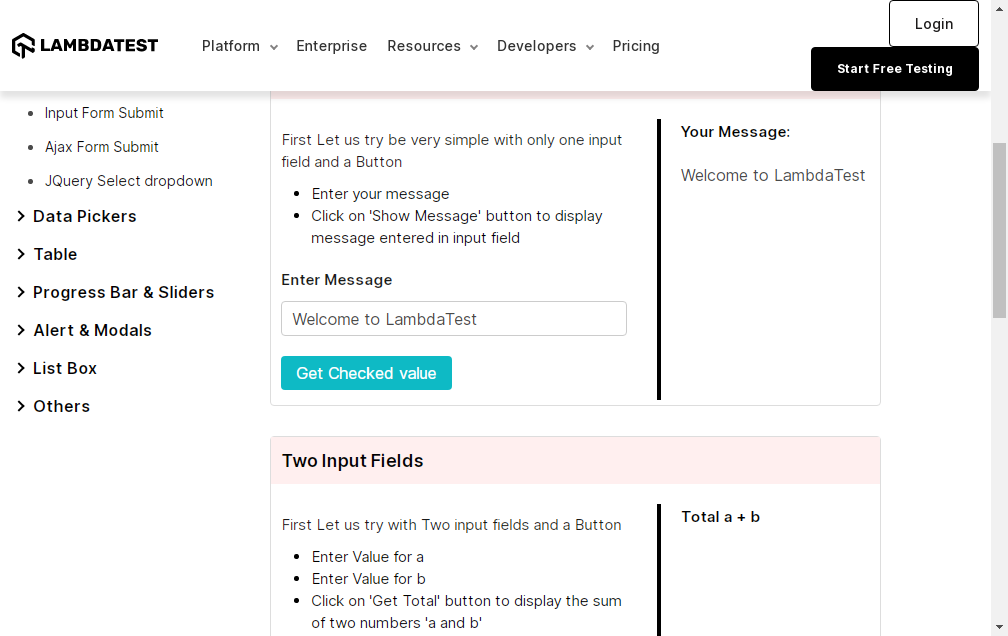 LAMBDATEST
Platform
Enterprise
Resources
Developers
Pricing
Login
Start Free Testing
Input Form Submit
Ajax Form Submit
JQuery Select dropdown
Data Pickers
Table
Progress Bar & Sliders
Alert & Modals
List Box
Others
First Let us try be very simple with only one input
field and a Button
Enter your message
Click on 'Show Message' button to display
message entered in input field
Enter Message
Welcome to LambdaTest
Get Checked value
Your Message:
Welcome to LambdaTest
Two Input Fields
First Let us try with Two input fields and a Button
Enter Value for a
Enter Value for b
Click on 'Get Total' button to display the sum
of two numbers 'a and b'
Total a + b